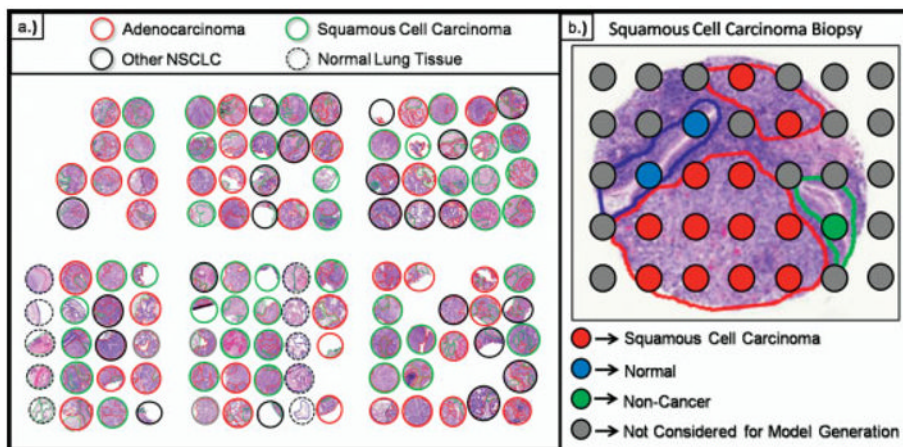 a.)
Adenocarcinoma
Squamous Cell Carcinoma
Other NSCLC
Normal Lung Tissue
b.)
Squamous Cell Carcinoma Biopsy
Squamous Cell Carcinoma
Normal
Non-Cancer
Not Considered for Model Generation